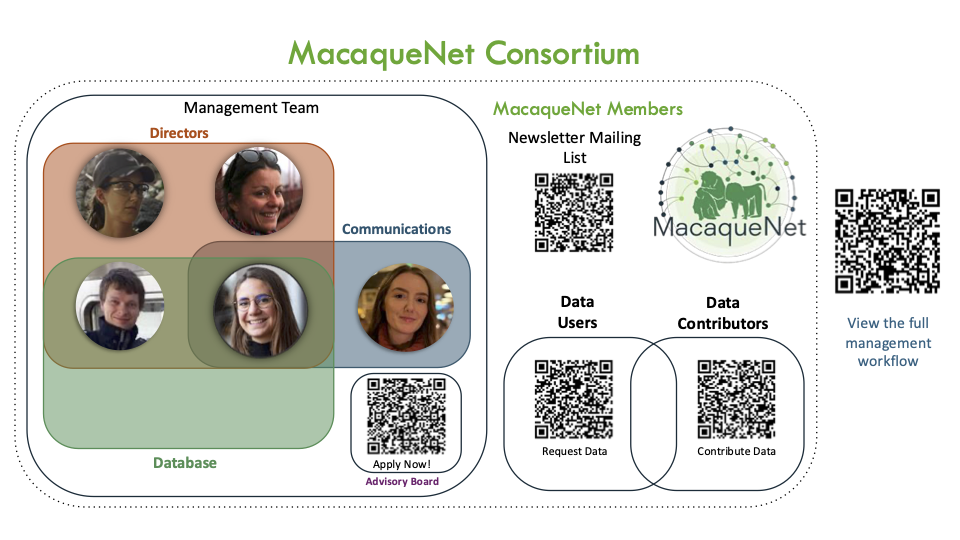 MacaqueNet Consortium
Management Team
Directors
Communications
Database
Apply Now!
Advisory Board
MacaqueNet Members
Newsletter Mailing
List
MacaqueNet
Data
Users
Request Data
Data
Contributors
Contribute Data
View the full
management
workflow